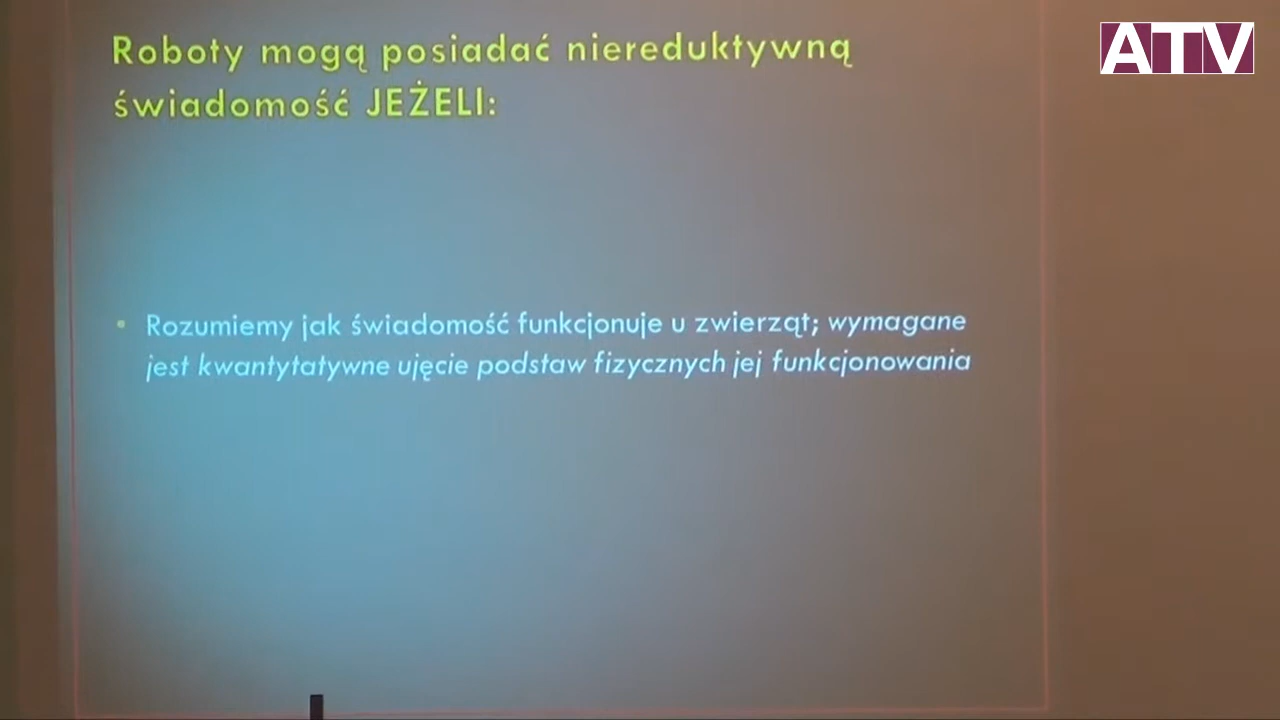 ATV
Roboty mogą posiadać niereduktywną
świadomość JEŻELI:
• Rozumiemy jak świadomość funkcjonuje u zwierząt; wymagane
jest kwantytatywne ujęcie podstaw fizycznych jej funkcjonowania